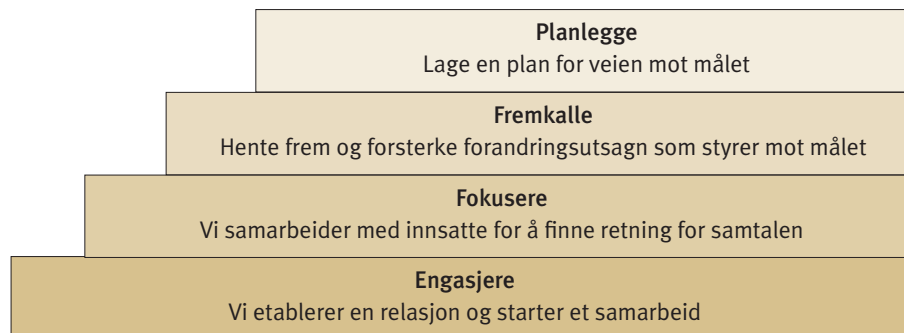 Planlegge
Lage en plan for veien mot målet
Fremkalle
Hente frem og forsterke forandringsutsagn som styrer mot målet
Fokusere
Vi samarbeider med innsatte for å finne retning for samtalen
Engasjere
Vi etablerer en relasjon og starter et samarbeid